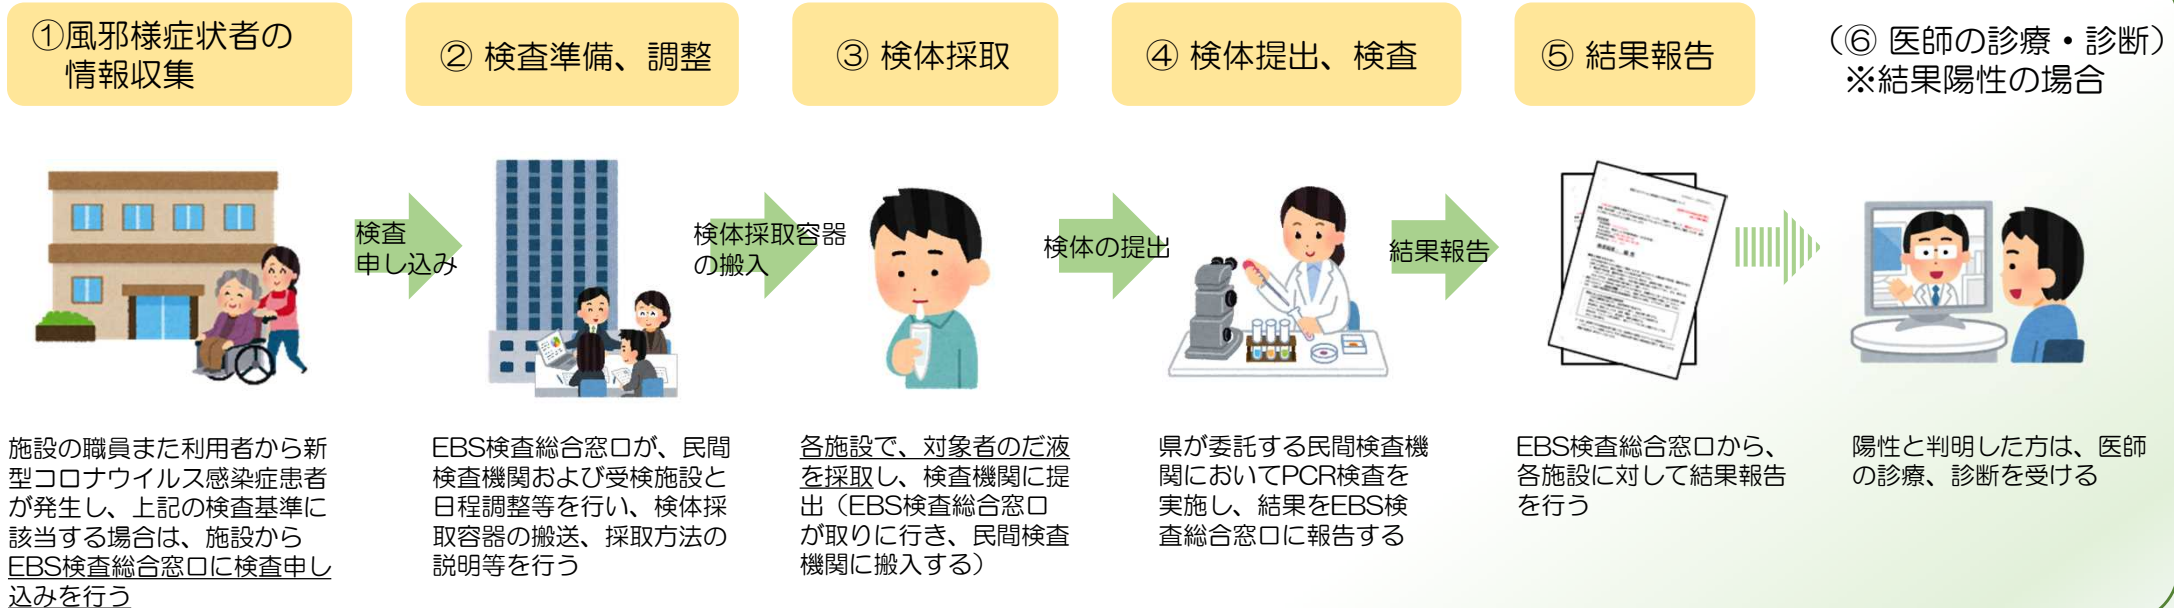 ①風邪様症状者の
情報収集
② 検査準備、調整
③ 検体採取
④ 検体提出、検査
⑤ 結果報告
（⑥ 医師の診療・診断）
※結果陽性の場合
検査
申し込み
検体採取容器
の搬入
検体の提出
結果報告
施設の職員また利用者から新
型コロナウイルス感染症患者
が発生し、上記の検査基準に
該当する場合は、施設から
EBS検査総合窓口に検査申し
込みを行う
EBS検査総合窓口が、民間
検査機関および受検施設と
日程調整等を行い、検体採
取容器の搬送、採取方法の
説明等を行う
各施設で、対象者のだ液
を採取し、検査機関に提
出（EBS検査総合窓口
が取りに行き、民間検査
機関に搬入する）
県が委託する民間検査機
関においてPCR検査を
実施し、結果をEBS検
査総合窓口に報告する
EBS検査総合窓口から、
各施設に対して結果報告
を行う
陽性と判明した方は、医師
の診療、診断を受ける